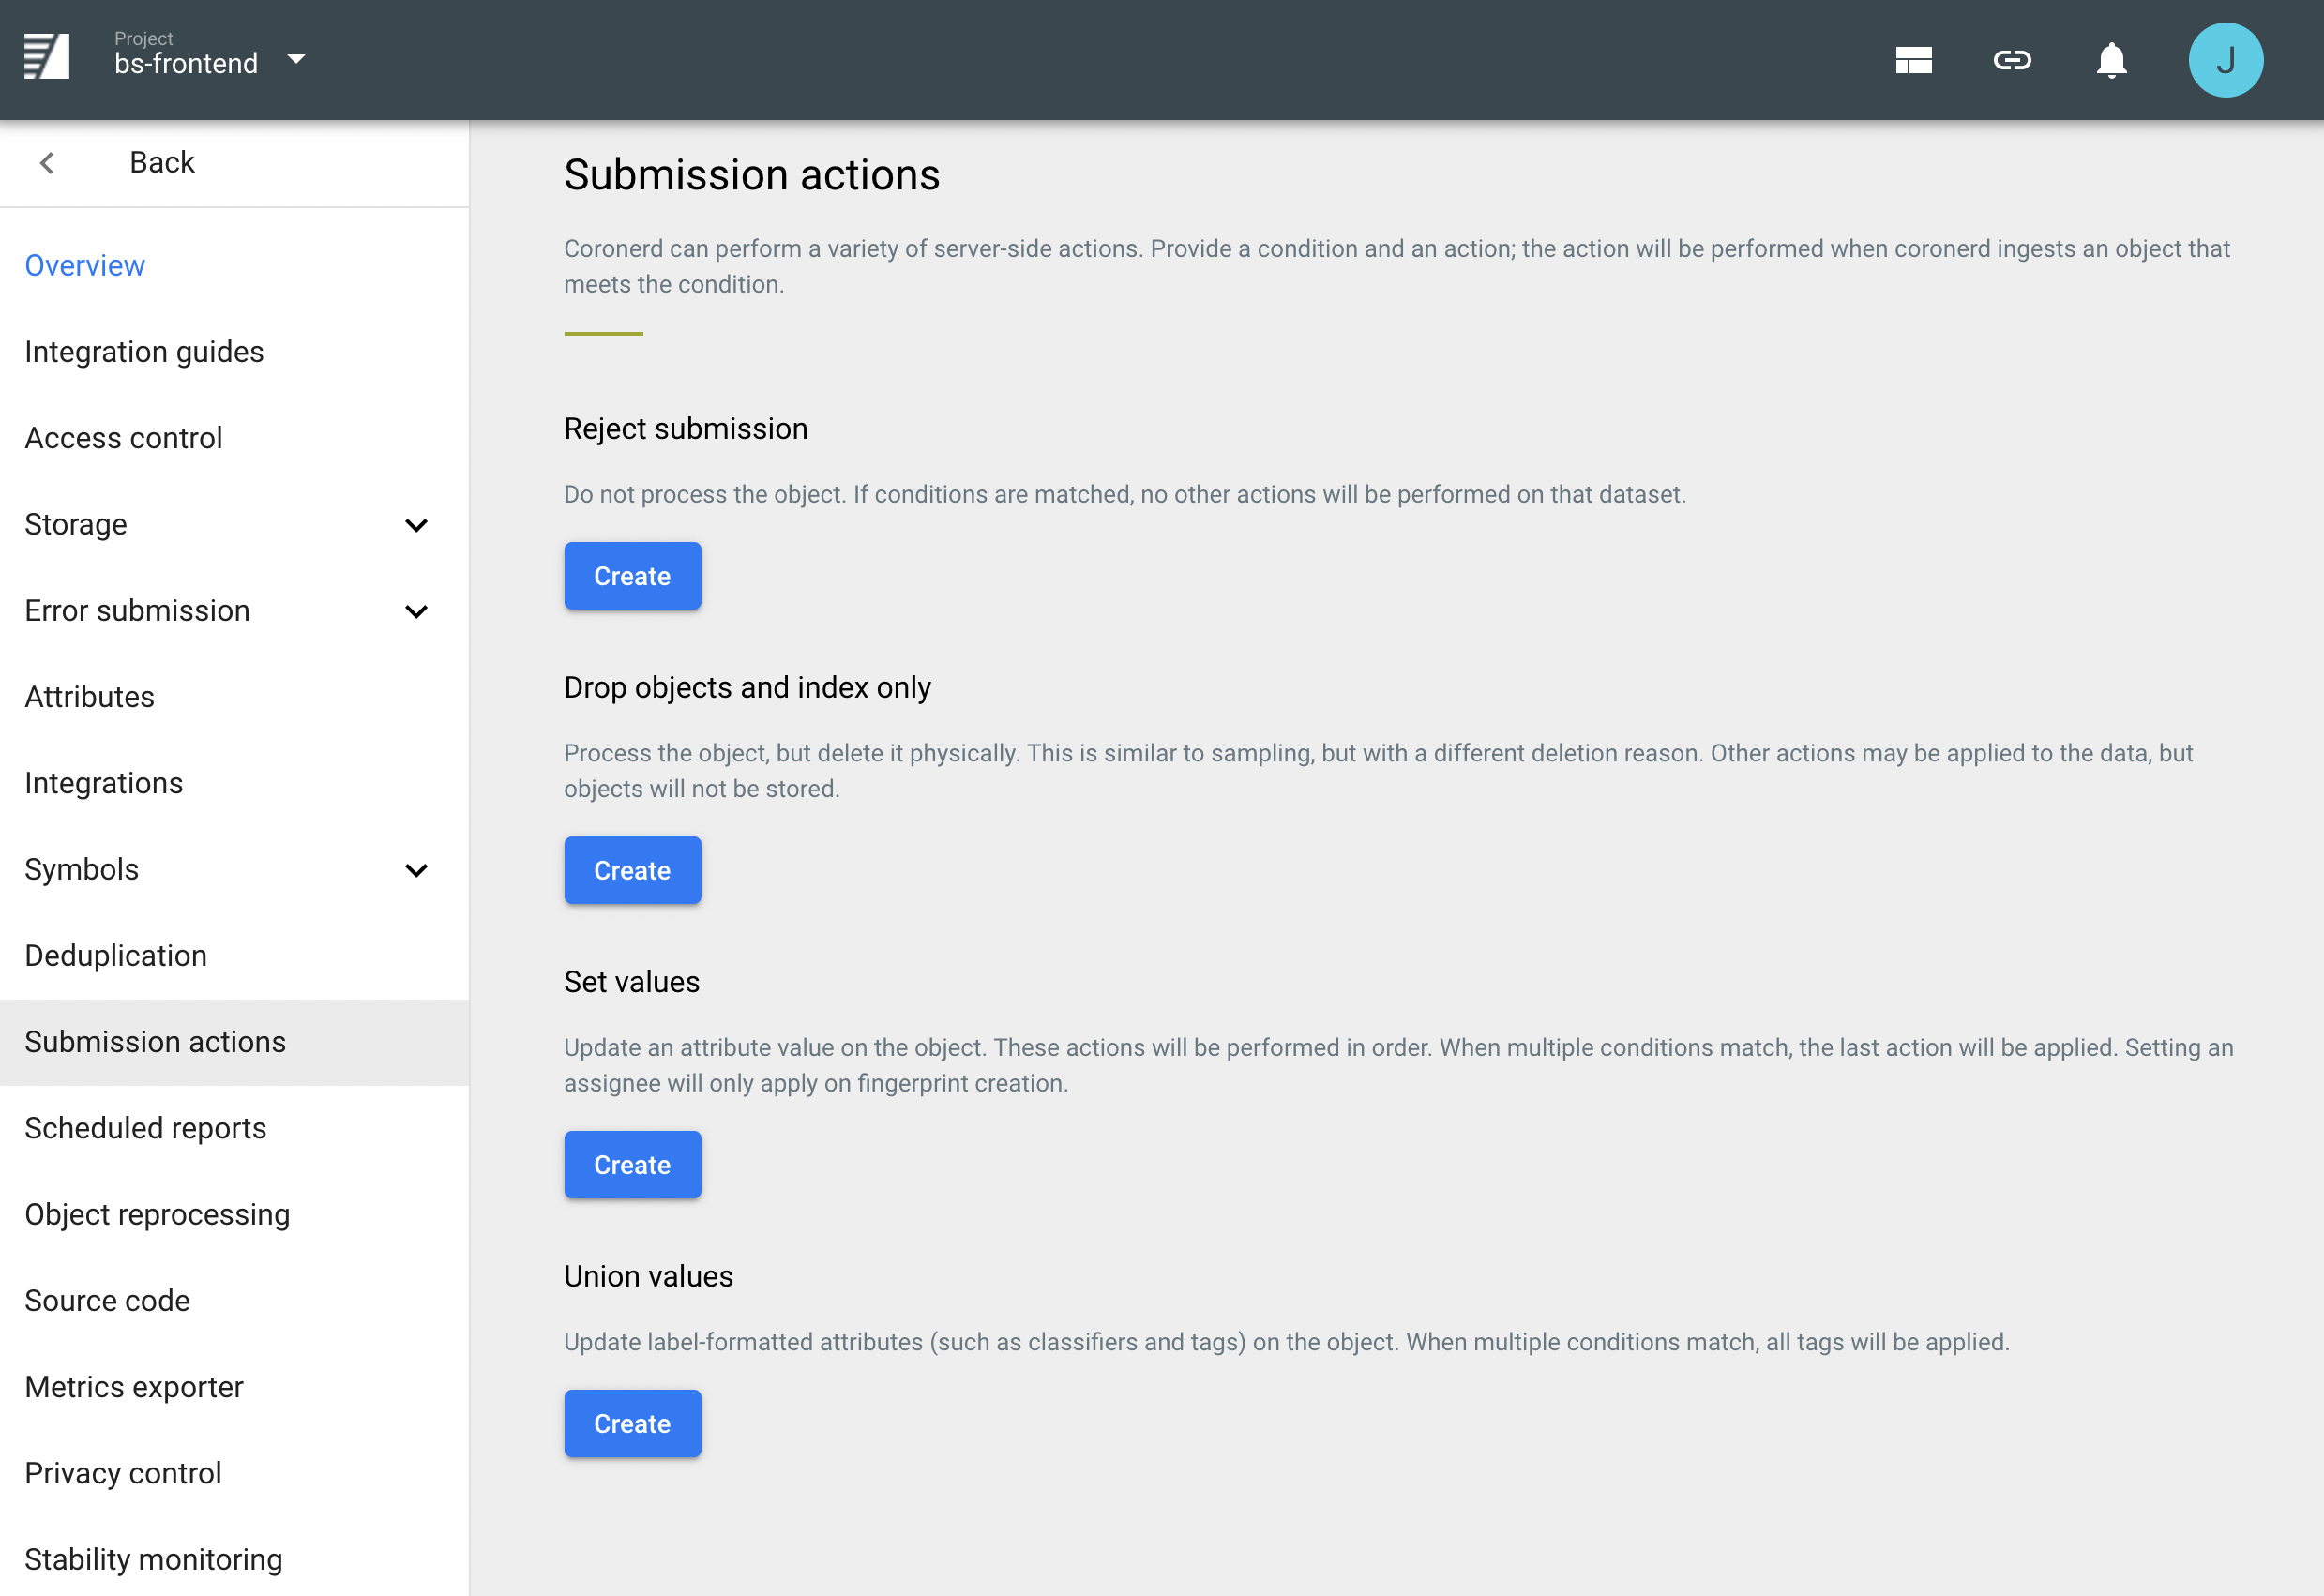 Project
bs-frontend
J
Back
Overview
Integration guides
Access control
Storage
Error submission
Attributes
Integrations
Symbols
Deduplication
Submission actions
Scheduled reports
Object reprocessing
Source code
Metrics exporter
Privacy control
Stability monitoring
Submission actions
Coronerd can perform a variety of server-side actions. Provide a condition and an action; the action will be performed when coronerd ingests an object that
meets the condition.
Reject submission
Do not process the object. If conditions are matched, no other actions will be performed on that dataset.
Create
Drop objects and index only
Process the object, but delete it physically. This is similar to sampling, but with a different deletion reason. Other actions may be applied to the data, but
objects will not be stored.
Create
Set values
Update an attribute value on the object. These actions will be performed in order. When multiple conditions match, the last action will be applied. Setting an
assignee will only apply on fingerprint creation.
Create
Union values
Update label-formatted attributes (such as classifiers and tags) on the object. When multiple conditions match, all tags will be applied.
Create